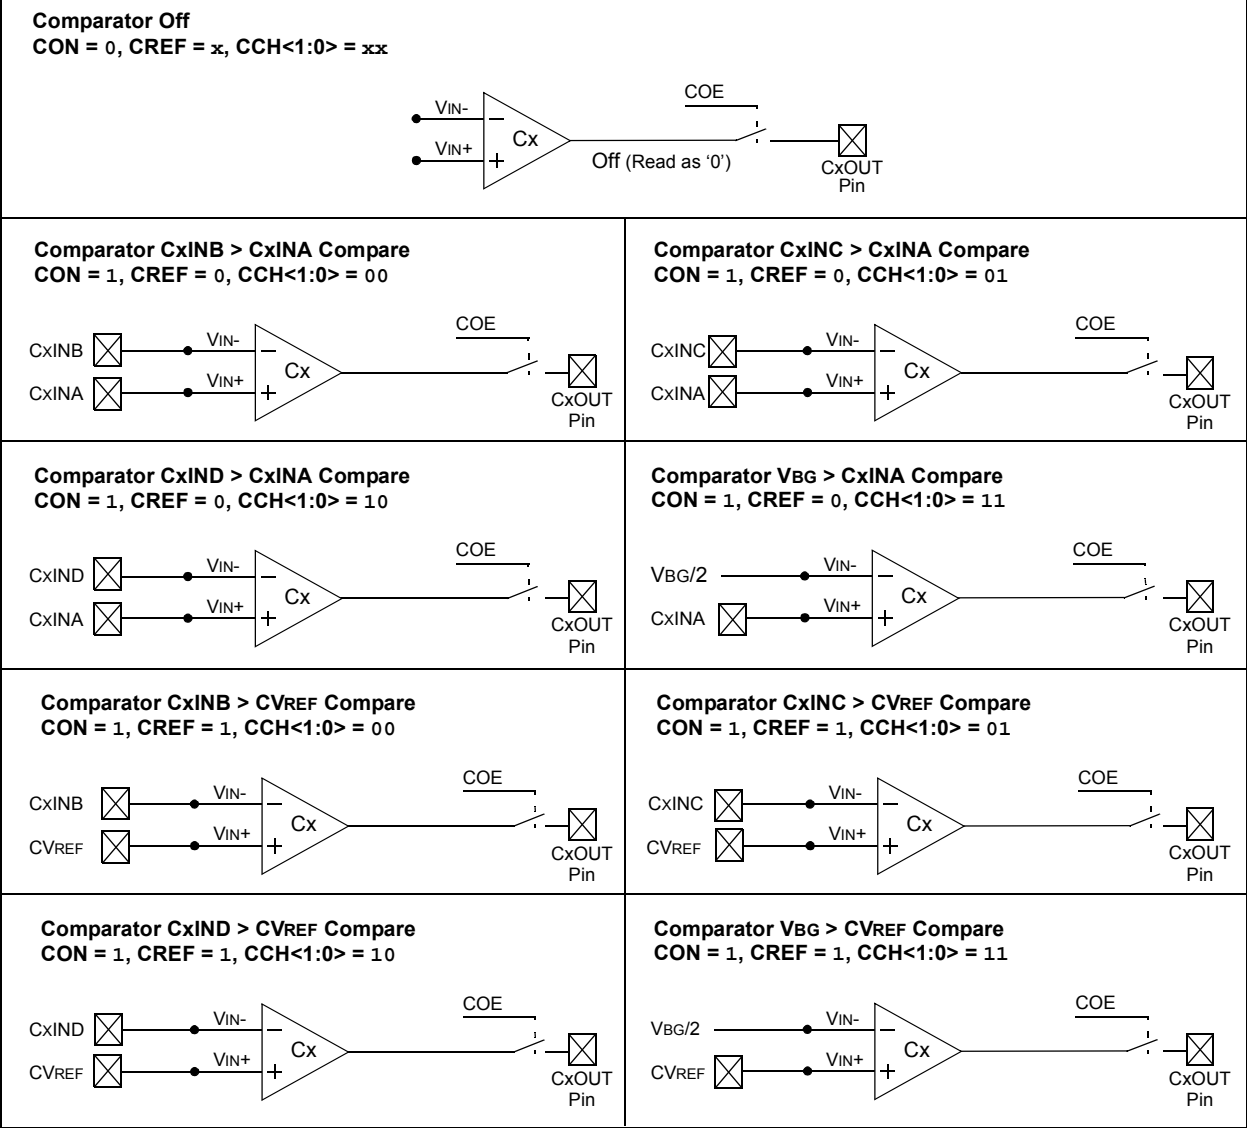 Comparator Off
CON = 0, CREF = x, CCH<1:0> = xx
COE
VIN-
VIN+
−
+
Cx
Off (Read as ‘0’)
CxOUT
Pin
Comparator CxINB > CxINA Compare
CON = 1, CREF = 0, CCH<1:0> = 00
COE
CxINB
VIN-
−
Cx
CxINA
VIN+
+
CxOUT
Pin
Comparator CxINC > CxINA Compare
CON = 1, CREF = 0, CCH<1:0> = 01
COE
CxINC
VIN-
−
Cx
CxINA
VIN+
+
CxOUT
Pin
Comparator CxIND > CxINA Compare
CON = 1, CREF = 0, CCH<1:0> = 10
COE
CxIND
VIN-
−
Cx
CxINA
VIN+
+
CxOUT
Pin
Comparator VBG > CxINA Compare
CON = 1, CREF = 0, CCH<1:0> = 11
COE
VBG/2
VIN-
−
Cx
CxINA
VIN+
+
CxOUT
Pin
Comparator CxINB > CVREF Compare
CON = 1, CREF = 1, CCH<1:0> = 00
COE
CxINB
VIN-
−
Cx
CVREF
VIN+
+
CxOUT
Pin
Comparator CxINC > CVREF Compare
CON = 1, CREF = 1, CCH<1:0> = 01
COE
CxINC
VIN-
−
Cx
CVREF
VIN+
+
CxOUT
Pin
Comparator CxIND > CVREF Compare
CON = 1, CREF = 1, CCH<1:0> = 10
COE
CxIND
VIN-
−
Cx
CVREF
VIN+
+
CxOUT
Pin
Comparator VBG > CVREF Compare
CON = 1, CREF = 1, CCH<1:0> = 11
COE
VBG/2
VIN-
−
Cx
CVREF
VIN+
+
CxOUT
Pin